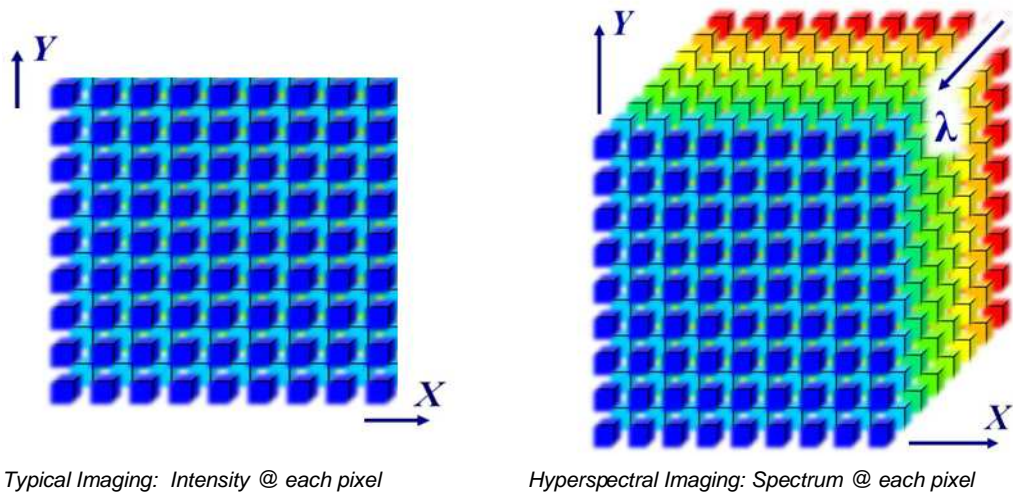 Y
X
Typical Imaging: Intensity @ each pixel
Y
λ
X
Hyperspectral Imaging: Spectrum @ each pixel